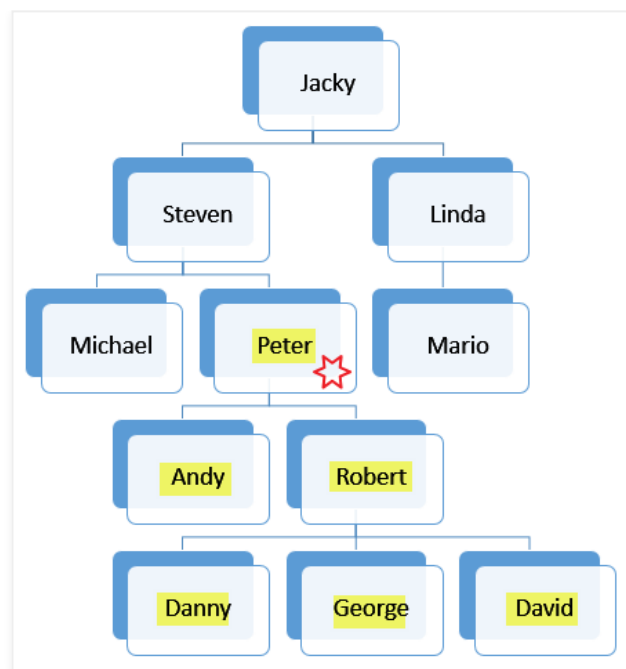 Jacky
Steven
Linda
Michael
Peter
Mario
Andy
Robert
Danny
George
David